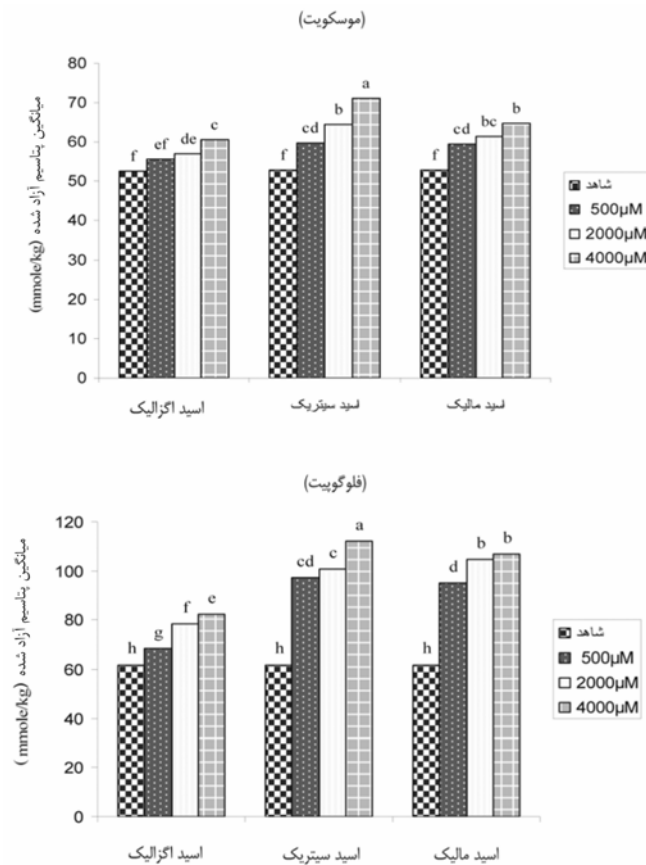 (موسکویت)
میانگین پتاسیم آزاد شده (mmole/kg)
80
70
60
50
40
30
20
10
0
f ef de c
f cd b a
f cd bc b
شاهد
500µM
2000µM
4000µM
اسید اگزالیک اسید سیتریک اسید مالیک
(فلوگوپیت)
میانگین پتاسیم آزاد شده (mmole/kg)
120
100
80
60
40
20
0
h g f e
h cd c a
h d b b
شاهد
500µM
2000µM
4000µM
اسید اگزالیک اسید سیتریک اسید مالیک